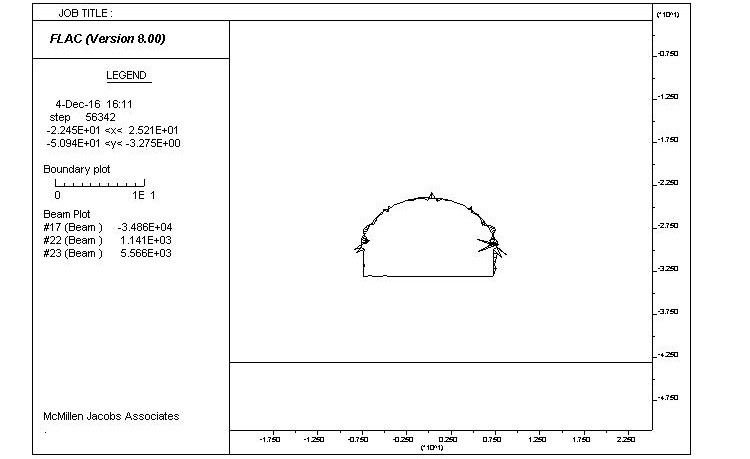 JOB TITLE :
FLAC (Version 8.00)
LEGEND
4-Dec-16 16:11
step 56342
-2.245E+01 <x< 2.521E+01
-5.094E+01 <y< -3.275E+00
Boundary plot
0 1E 1
Beam Plot
#17 (Beam ) -3.486E+04
#22 (Beam ) 1.141E+03
#23 (Beam ) 5.566E+03
McMillen Jacobs Associates
(*10^1)
-0.750
-1.250
-1.750
-2.250
-2.750
-3.250
-3.750
-4.250
-4.750
-1.750 -1.250 -0.750 -0.250 0.250 0.750 1.250 1.750 2.250
(*10^1)